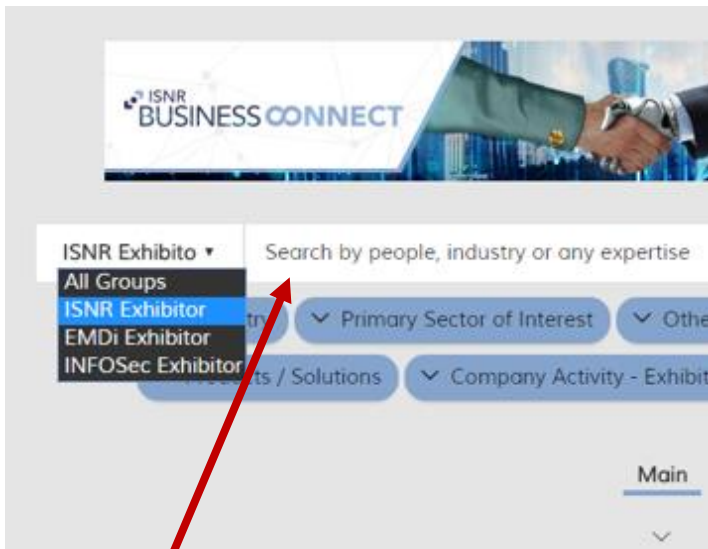 ISNR
BUSINESS CONNECT
ISNR Exhibito
Search by people, industry or any expertise
All Groups
ISNR Exhibitor
EMDi Exhibitor
INFOSec Exhibitor
Primary Sector of Interest
/ Solutions
Company Activity - Exhibit
Main